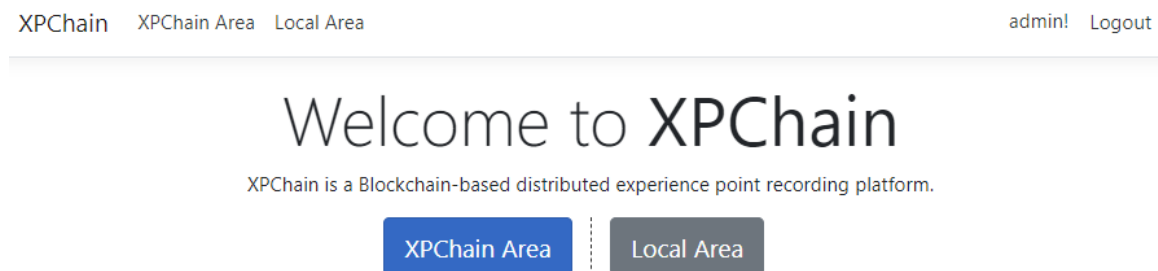 XPChain XPChain Area Local Area admin! Logout
Welcome to XPChain
XPChain is a Blockchain-based distributed experience point recording platform.
XPChain Area Local Area